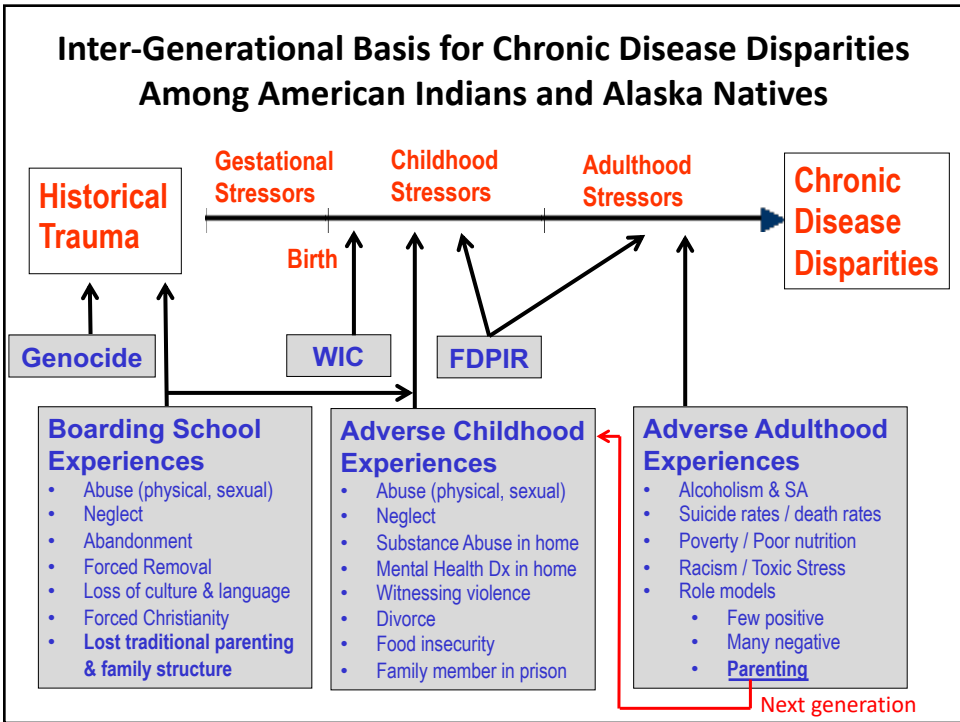 Inter-Generational Basis for Chronic Disease Disparities
Among American Indians and Alaska Natives
Historical
Trauma
Gestational
Stressors
Childhood
Stressors
Adulthood
Stressors
Chronic
Disease
Disparities
Birth
Genocide
WIC
FDPIR
Boarding School
Experiences
• Abuse (physical, sexual)
• Neglect
• Abandonment
• Forced Removal
• Loss of culture & language
• Forced Christianity
• Lost traditional parenting
& family structure
Adverse Childhood
Experiences
• Abuse (physical, sexual)
• Neglect
• Substance Abuse in home
• Mental Health Dx in home
• Witnessing violence
• Divorce
• Food insecurity
• Family member in prison
Adverse Adulthood
Experiences
• Alcoholism & SA
• Suicide rates / death rates
• Poverty / Poor nutrition
• Racism / Toxic Stress
• Role models
• Few positive
• Many negative
• Parenting
Next generation